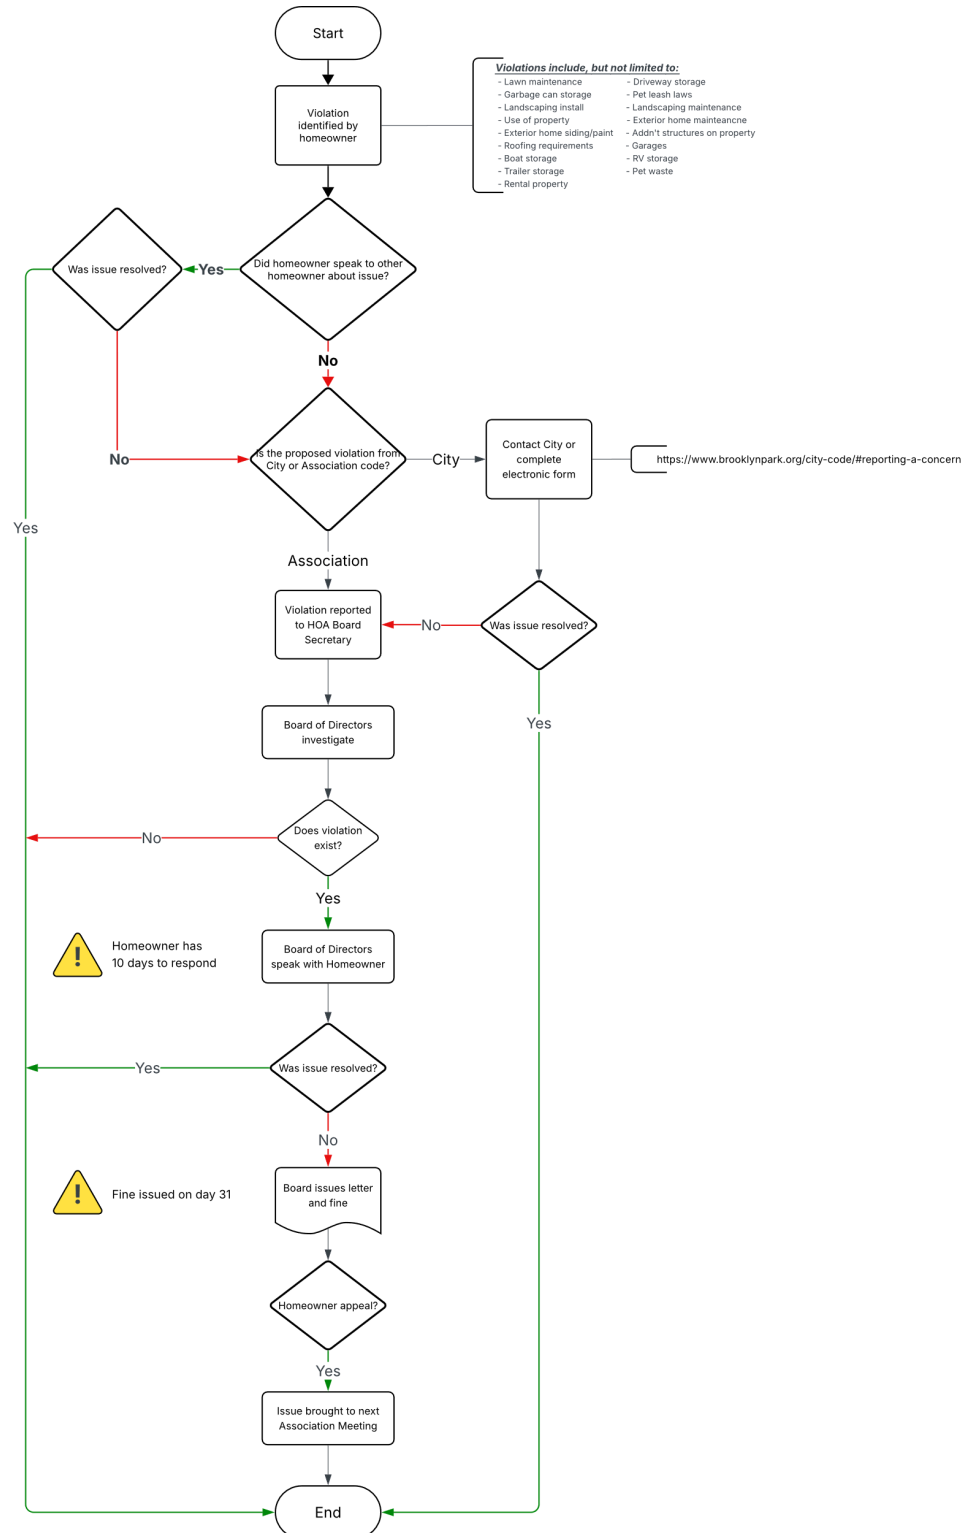 Start
Violation
identified by
homeowner
Violations include, but not limited to:
- Lawn maintenance
- Garbage can storage
- Landscaping install
- Use of property
- Exterior home siding/paint
- Roofing requirements
- Boat storage
- Trailer storage
- Rental property
- Driveway storage
- Pet leash laws
- Landscaping maintenance
- Exterior home mainteancne
- Addn't structures on property
- Garages
- RV storage
- Pet waste
Did homeowner speak to other
homeowner about issue?
Yes
Was issue resolved?
No
No
Yes
Is the proposed violation from
City or Association code?
City
Contact City or
complete
electronic form
https://www.brooklynpark.org/city-code/#reporting-a-concern
Association
Violation reported
to HOA Board
Secretary
No
Was issue resolved?
Yes
Board of Directors
investigate
Does violation
exist?
No
Yes
Homeowner has
10 days to respond
Board of Directors
speak with Homeowner
Was issue resolved?
Yes
No
Fine issued on day 31
Board issues letter
and fine
Homeowner appeal?
Yes
Issue brought to next
Association Meeting
End